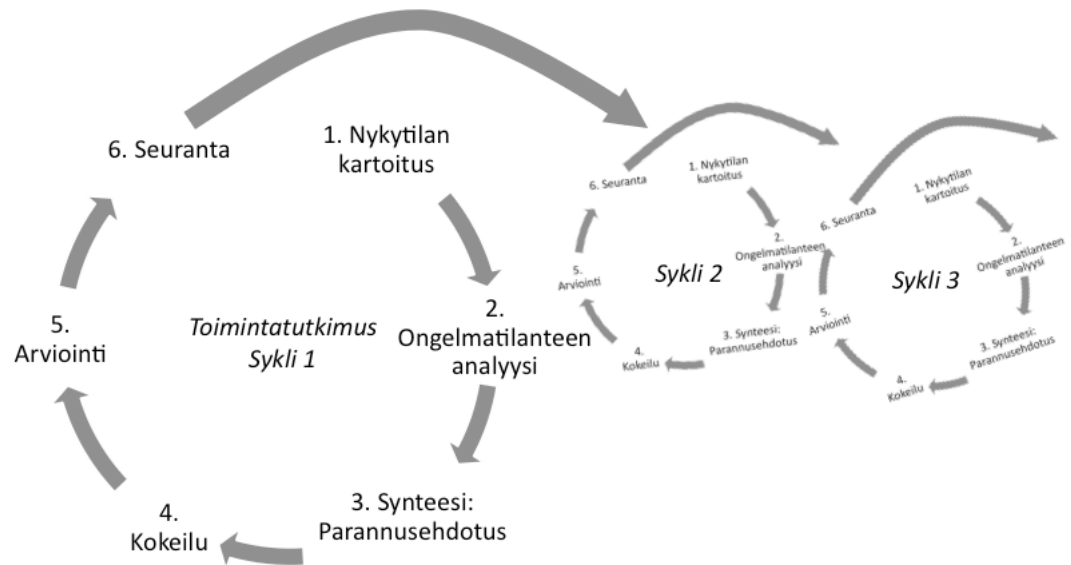 1. Nykytilan
kartoitus
2.
Ongelmatilanteen
analyysi
3. Synteesi:
Parannusehdotus
4.
Kokeilu
5.
Arviointi
6. Seuranta
Toimintatutkimus
Sykli 1
1. Nykytilan
kartoitus
2.
Ongelmatilanteen
analyysi
3. Synteesi:
Parannusehdotus
4.
Kokeilu
5.
Arviointi
6. Seuranta
Sykli 2
1. Nykytilan
kartoitus
2.
Ongelmatilanteen
analyysi
3. Synteesi:
Parannusehdotus
4.
Kokeilu
5.
Arviointi
6. Seuranta
Sykli 3